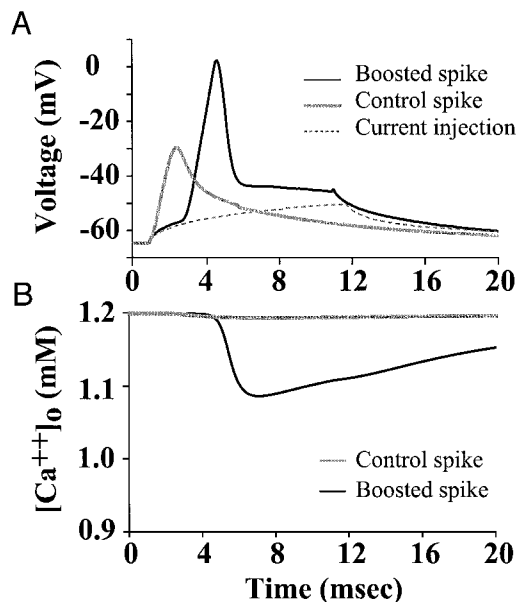 A
Voltage (mV)
0
-20
-40
-60
Boosted spike
Control spike
Current injection
0 4 8 12 16 20
B
[Ca++]o (mM)
1.2
1.1
1.0
0.9
Control spike
Boosted spike
0 4 8 12 16 20
Time (msec)